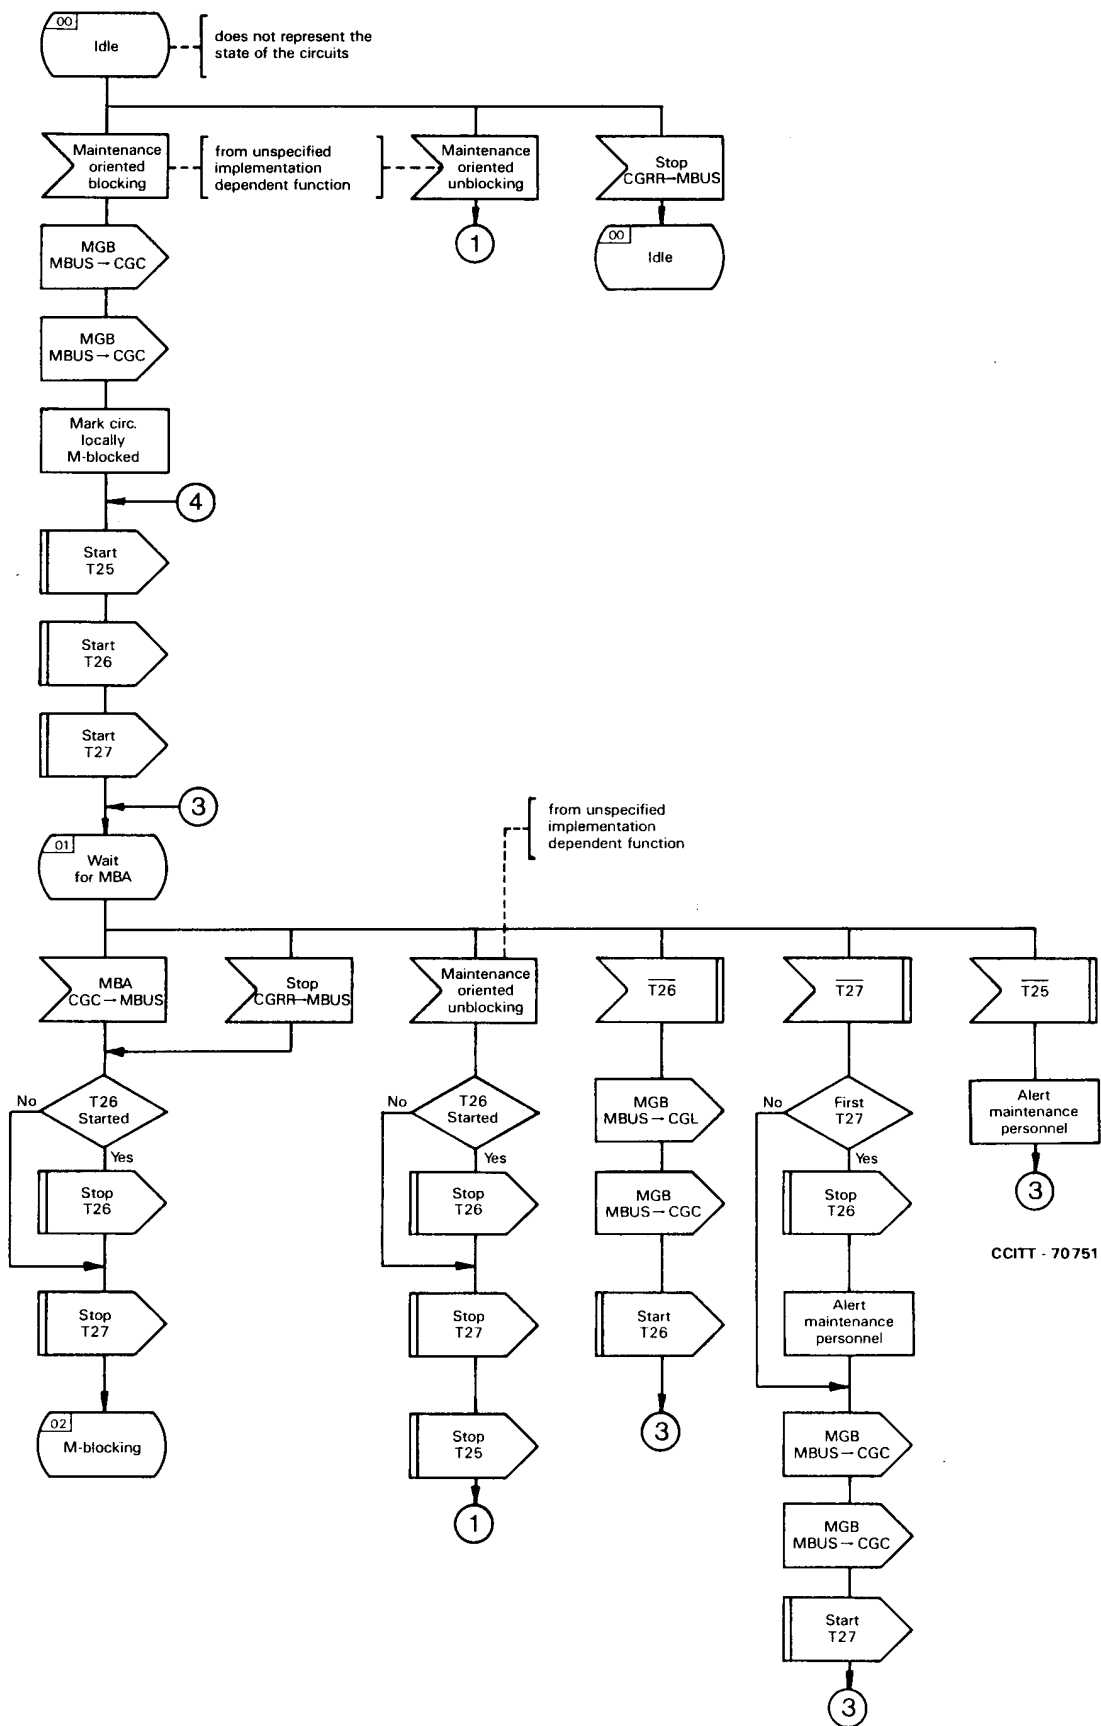 00
Idle
does not represent the
state of the circuits
Maintenance
oriented
blocking
from unspecified
implementation
dependent function
Maintenance
oriented
unblocking
Stop
CGRR→MBUS
1
00
Idle
MGB
MBUS→CGC
MGB
MBUS→CGC
Mark circ.
locally
M-blocked
4
Start
T25
Start
T26
Start
T27
3
from unspecified
implementation
dependent function
01
Wait
for MBA
MBA
CGC→MBUS
Stop
CGRR→MBUS
Maintenance
oriented
unblocking
T26
T27
T25
No
T26
Started
Yes
No
T26
Started
Yes
MGB
MBUS→CGL
No
First
T27
Yes
Alert
maintenance
personnel
3
Stop
T26
Stop
T26
MGB
MBUS→CGC
Stop
T26
CCITT - 70751
Stop
T27
Stop
T27
Start
T26
Alert
maintenance
personnel
02
M-blocking
Stop
T25
3
MGB
MBUS→CGC
1
MGB
MBUS→CGC
Start
T27
3